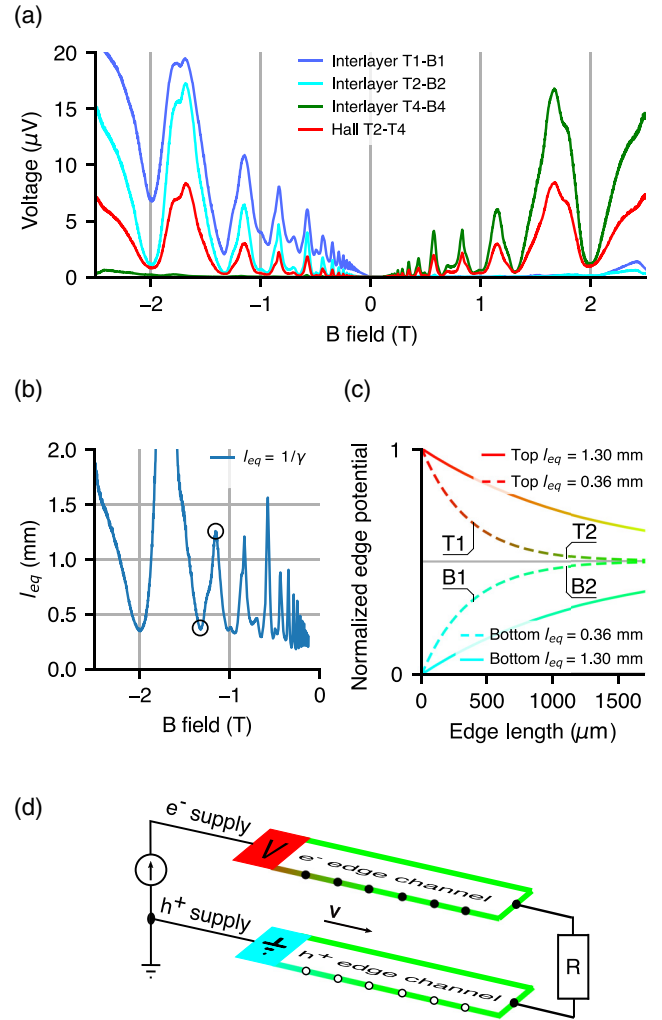 (a)
20
15
10
5
0
Voltage (μV)
Interlayer T1-B1
Interlayer T2-B2
Interlayer T4-B4
Hall T2-T4
−2 −1 0 1 2
B field (T)
(b)
2.0
1.5
1.0
0.5
0.0
l_eq (mm)
l_eq = 1/γ
−2 −1 0
B field (T)
(c)
1
0
Normalized edge potential
Top l_eq = 1.30 mm
Top l_eq = 0.36 mm
T1 T2
B1 B2
Bottom l_eq = 0.36 mm
Bottom l_eq = 1.30 mm
0 500 1000 1500
Edge length (μm)
(d)
e⁻ supply
V
e⁻ edge channel
h⁺ supply
v
h⁺ edge channel
R